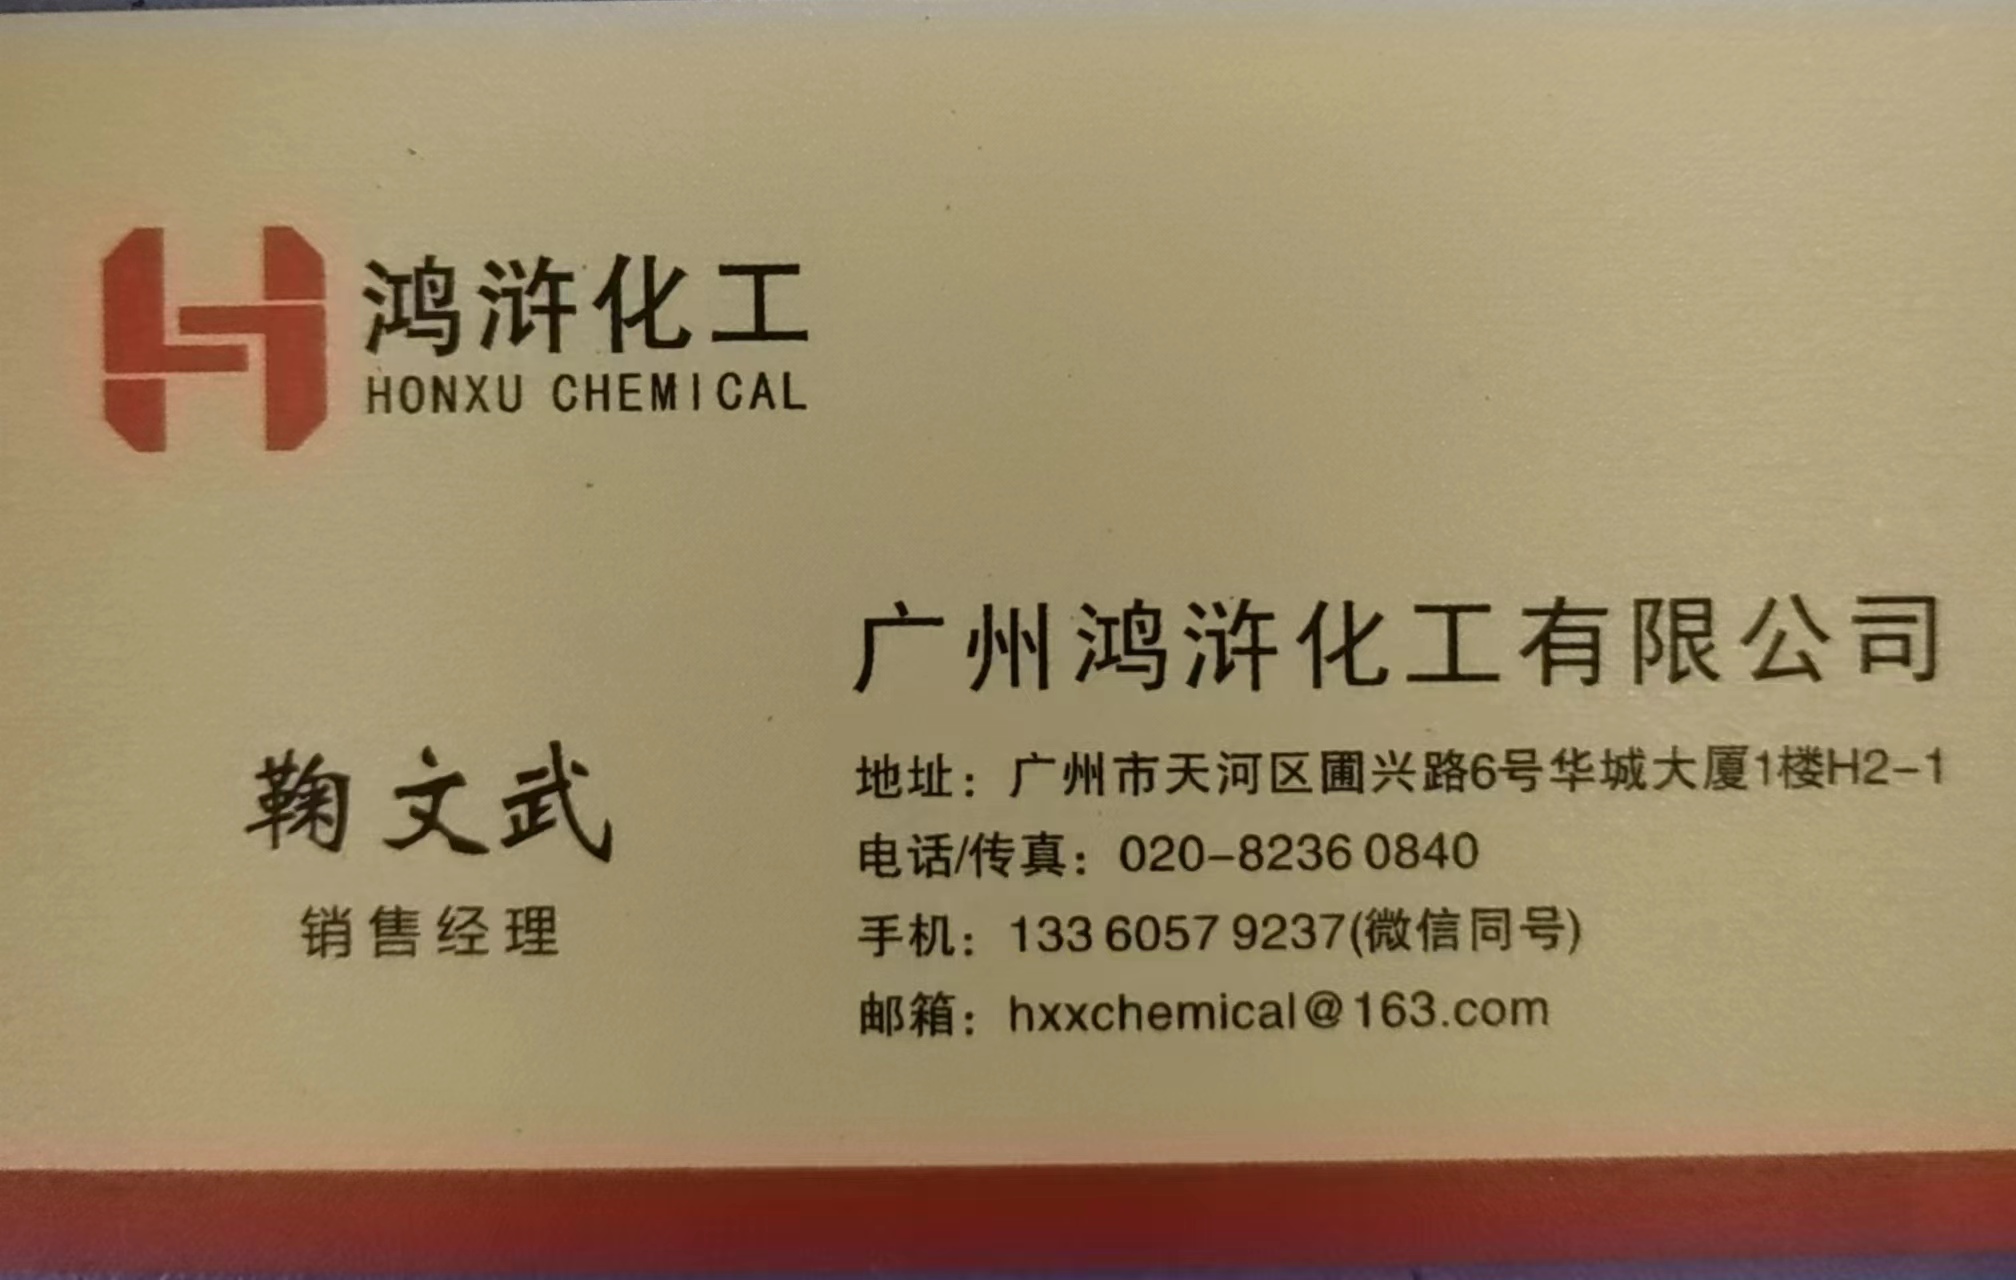 鸿浒化工
HONXU CHEMICAL
广州鸿浒化工有限公司
鞠文武
销售经理
地址：广州市天河区圃兴路6号华城大厦1楼H2-1
电话/传真：020-8236 0840
手机：133 6057 9237(微信同号)
邮箱：hxxchemical@163.com